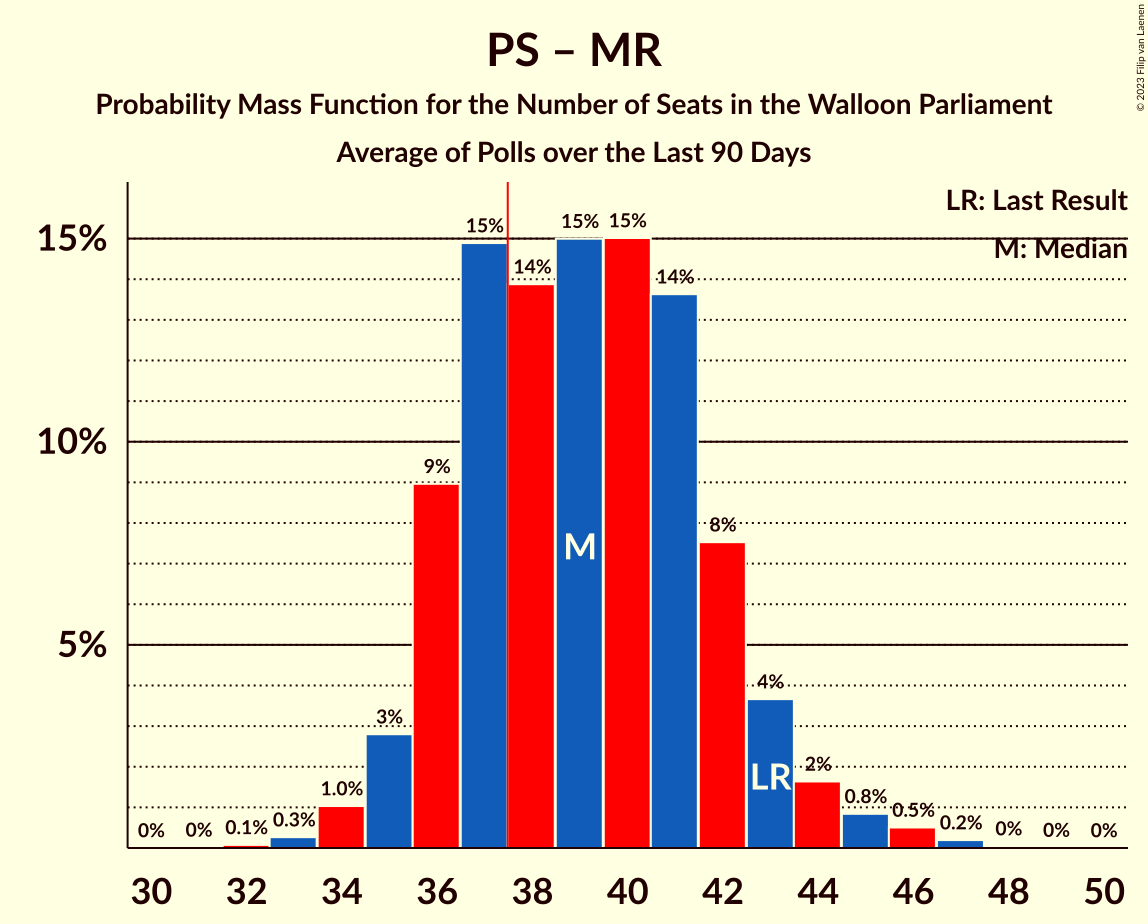 PS – MR
Probability Mass Function for the Number of Seats in the Walloon Parliament
Average of Polls over the Last 90 Days
© 2023 Filip van Laenen
LR: Last Result
M: Median
15%
10%
5%
0% 0% 0.1% 0.3% 1.0% 3% 9% 15% 14% 15% 15% 14% 8% 4% 2% 0.8% 0.5% 0.2% 0% 0% 0%
M
LR
30 32 34 36 38 40 42 44 46 48 50